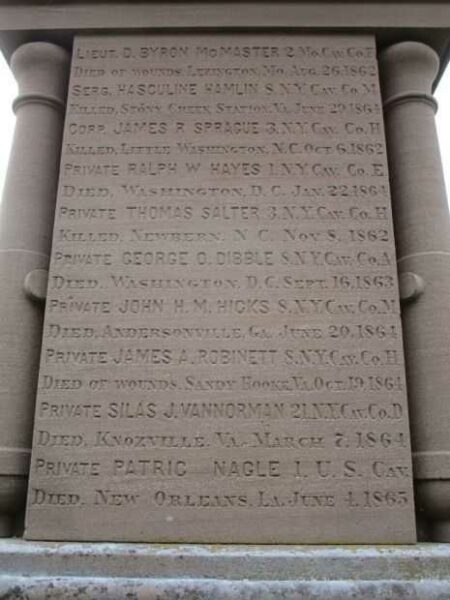 LIEUT. D. BYRON MCMASTER 2 MO. CAV. CO. F
DIED OF WOUNDS. LEXINGTON, MO. AUG. 26, 1862
SERG. HASCULINE HAMLIN 8. N.Y. CAV. CO. M
KILLED, STONY CREEK STATION, VA. JUNE 29, 1864
CORP. JAMES R SPRAGUE 3. N.Y. CAV. CO. H
KILLED, LITTLE WASHINGTON, N.C. OCT 6, 1862
PRIVATE RALPH W HAYES 1. N.Y. CAV. CO. E
DIED, WASHINGTON, D.C. JAN. 22, 1864
PRIVATE THOMAS SALTER 3. N.Y. CAV. CO. H
KILLED, NEWBERN, N.C. NOV 8, 1862
PRIVATE GEORGE O. DIBBLE 8. N.Y. CAV. CO. A
DIED, WASHINGTON, D.C. SEPT. 16, 1863
PRIVATE JOHN H. M. HICKS 8. N.Y. CAV. CO. M
DIED, ANDERSONVILLE, GA. JUNE 20, 1864
PRIVATE JAMES A. ROBINETT 8. N.Y. CAV. CO. H
DIED OF WOUNDS, SANDY HOOKE, VA. OCT. 19, 1864
PRIVATE SILAS J. VANNORMAN 21. N.Y. CAV. CO. D
DIED, KNOZVILLE, VA. MARCH 7, 1864
PRIVATE PATRIC NAGLE 1. U. S. CAV
DIED, NEW ORLEANS, LA. JUNE 4, 1865